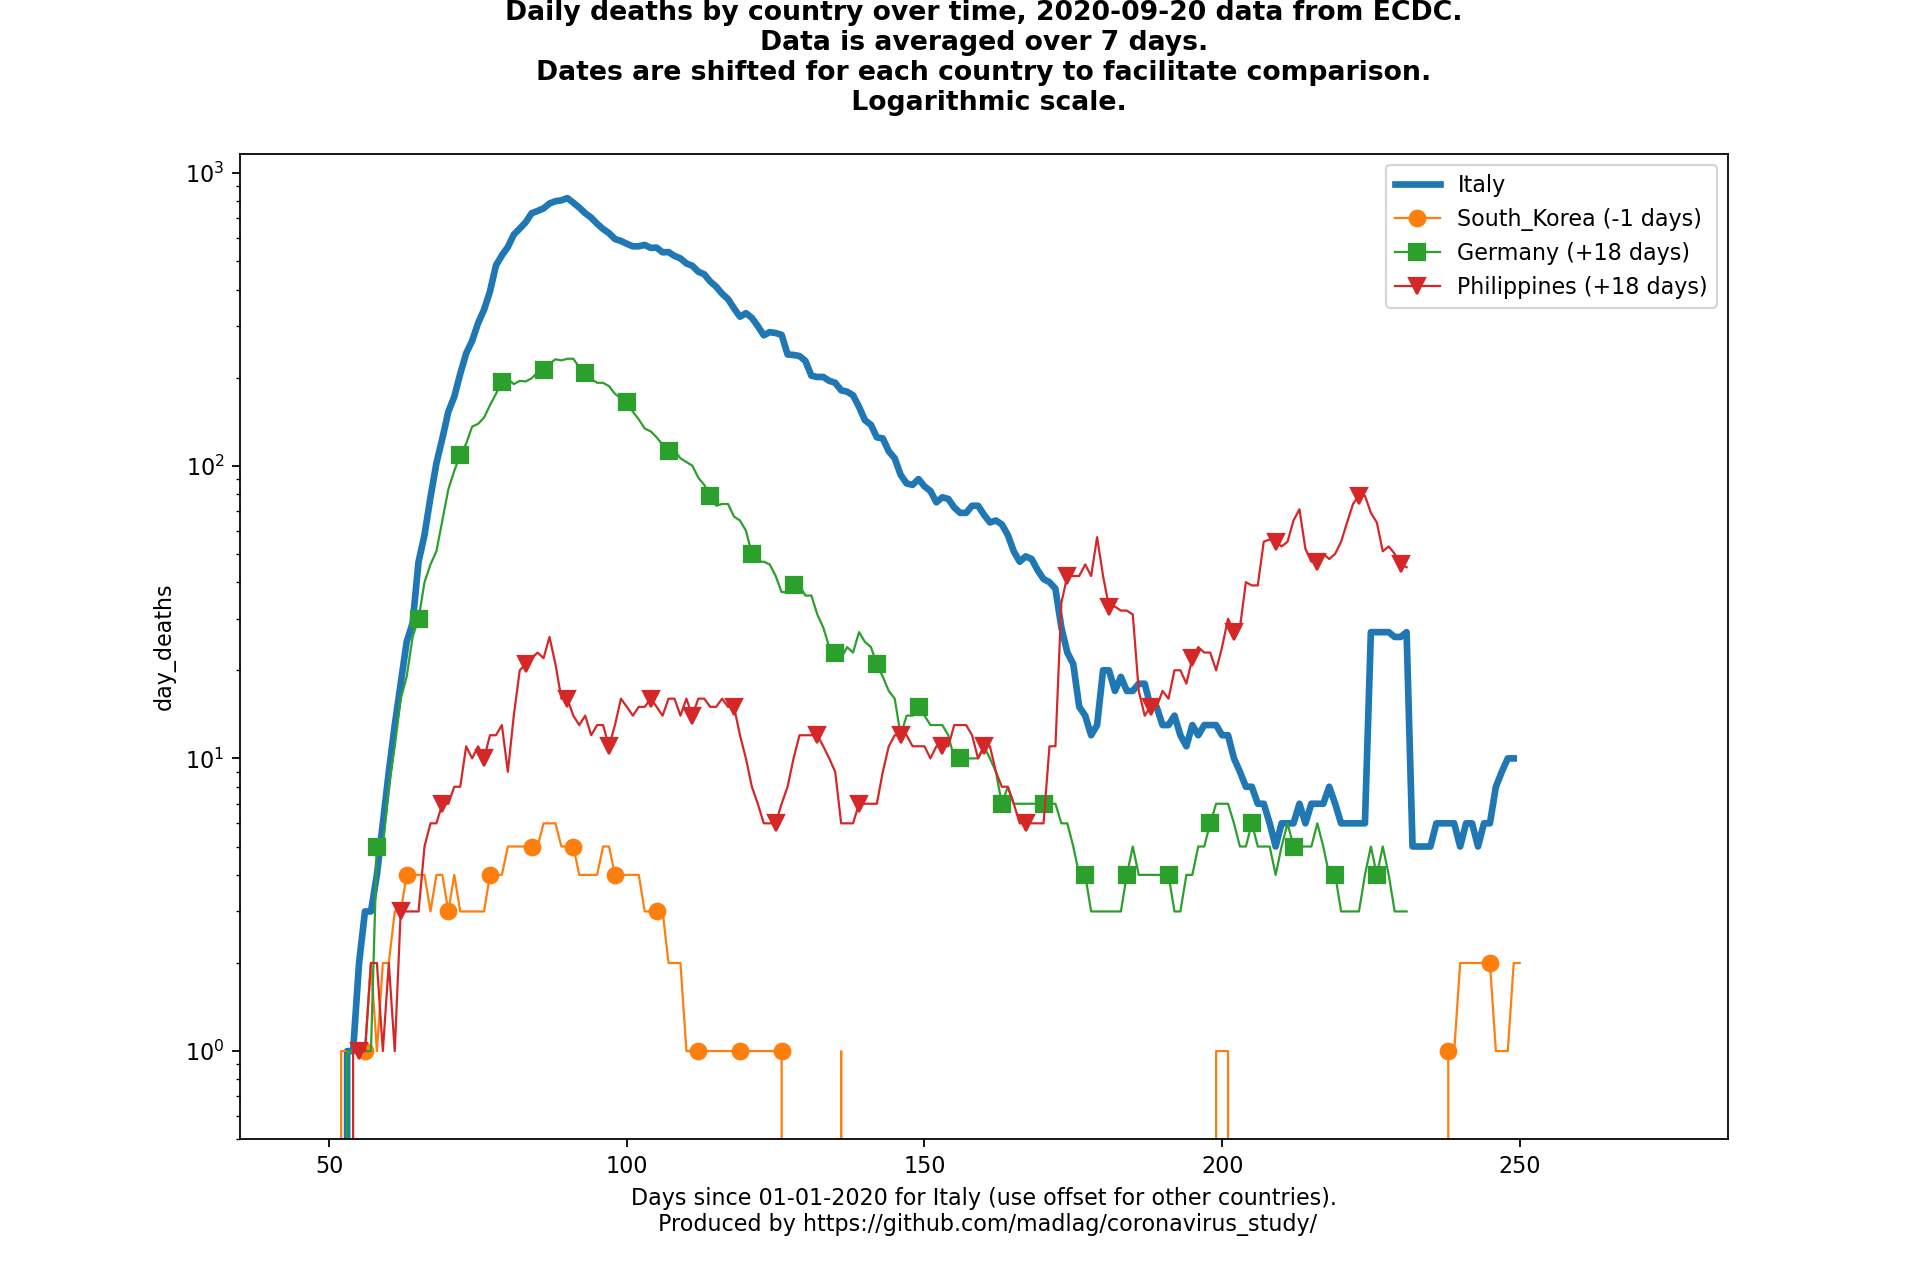 Daily deaths by country over time, 2020-09-20 data from ECDC.
Data is averaged over 7 days.
Dates are shifted for each country to facilitate comparison.
Logarithmic scale.
10³
10²
10¹
10⁰
day_deaths
Italy
South_Korea (-1 days)
Germany (+18 days)
Philippines (+18 days)
50 100 150 200 250
Days since 01-01-2020 for Italy (use offset for other countries).
Produced by https://github.com/madlag/coronavirus_study/